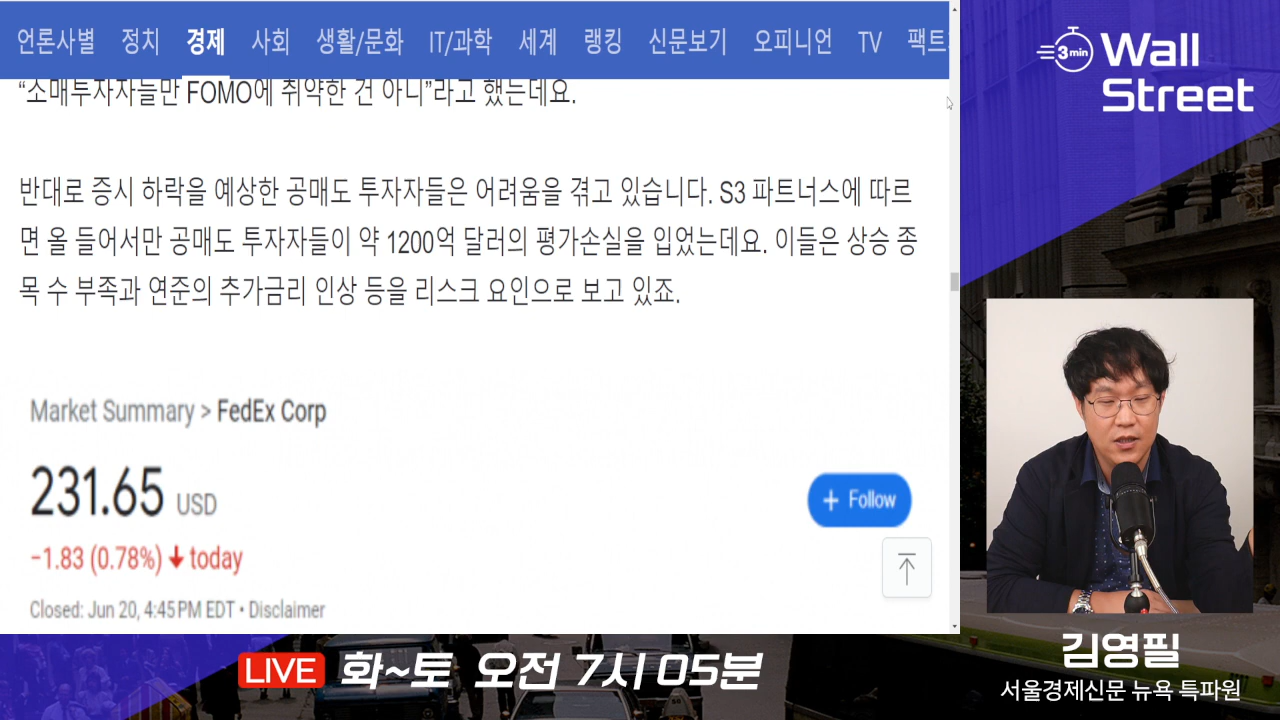 언론사별 정치 경제 사회 생활/문화 IT/과학 세계 랭킹 신문보기 오피니언 TV 팩트
“소매투자자들만 FOMO에 취약한 건 아니”라고 했는데요.
반대로 증시 하락을 예상한 공매도 투자자들은 어려움을 겪고 있습니다. S3 파트너스에 따르
면 올 들어서만 공매도 투자자들이 약 1200억 달러의 평가손실을 입었는데요. 이들은 상승 종
목 수 부족과 연준의 추가금리 인상 등을 리스크 요인으로 보고 있죠.
Market Summary > FedEx Corp
231.65 USD
+ Follow
−1.83 (0.78%) ↓ today
Closed: Jun 20, 4:45 PM EDT • Disclaimer
3 min Wall
Street
김영필
서울경제신문 뉴욕 특파원
LIVE 화~토 오전 7시 05분